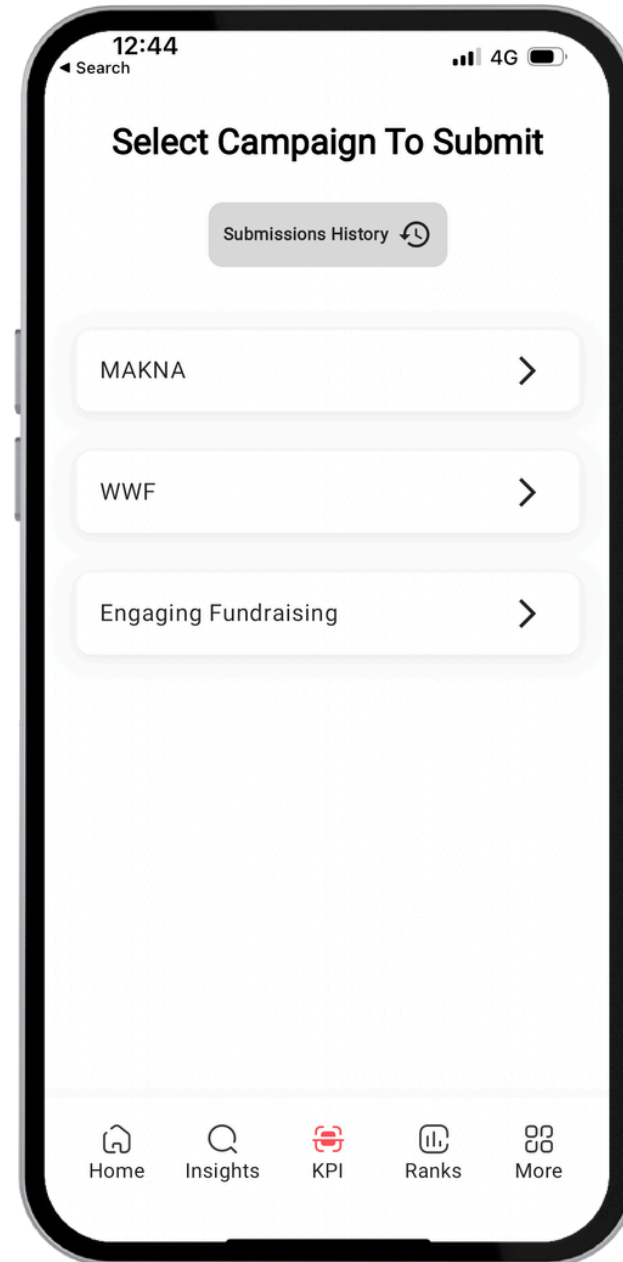 12:44
4G
◀ Search
Select Campaign To Submit
Submissions History
MAKNA
WWF
Engaging Fundraising
Home Insights KPI Ranks More